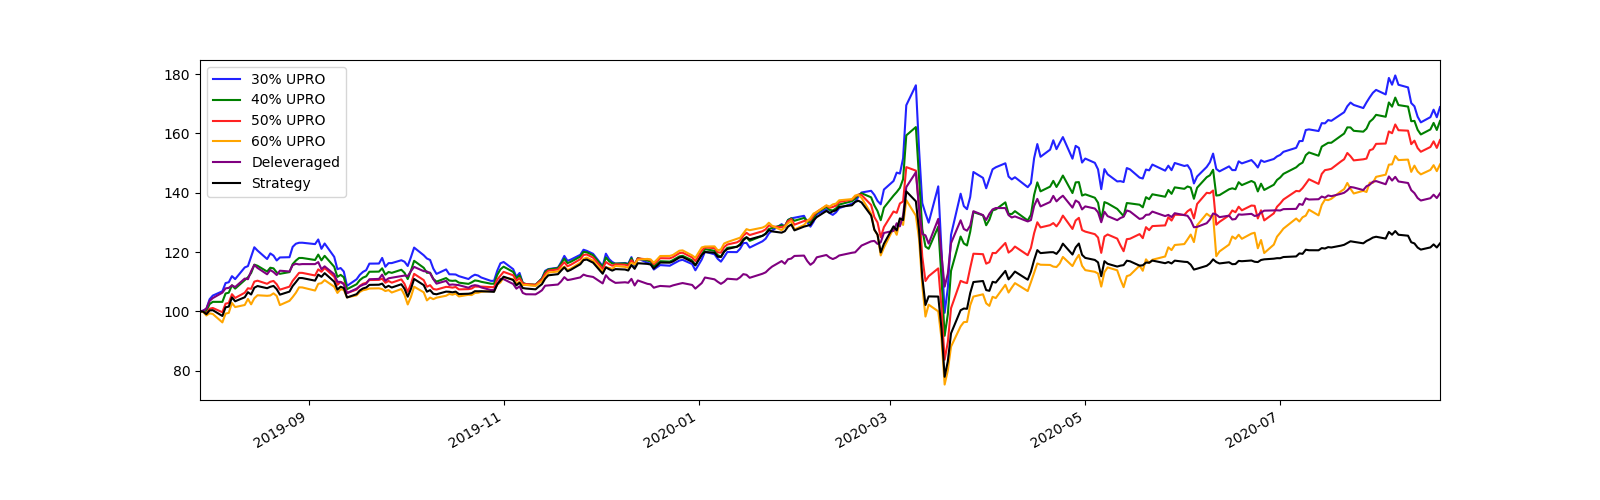 180
160
140
120
100
80
30% UPRO
40% UPRO
50% UPRO
60% UPRO
Deleveraged
Strategy
2019-09
2019-11
2020-01
2020-03
2020-05
2020-07